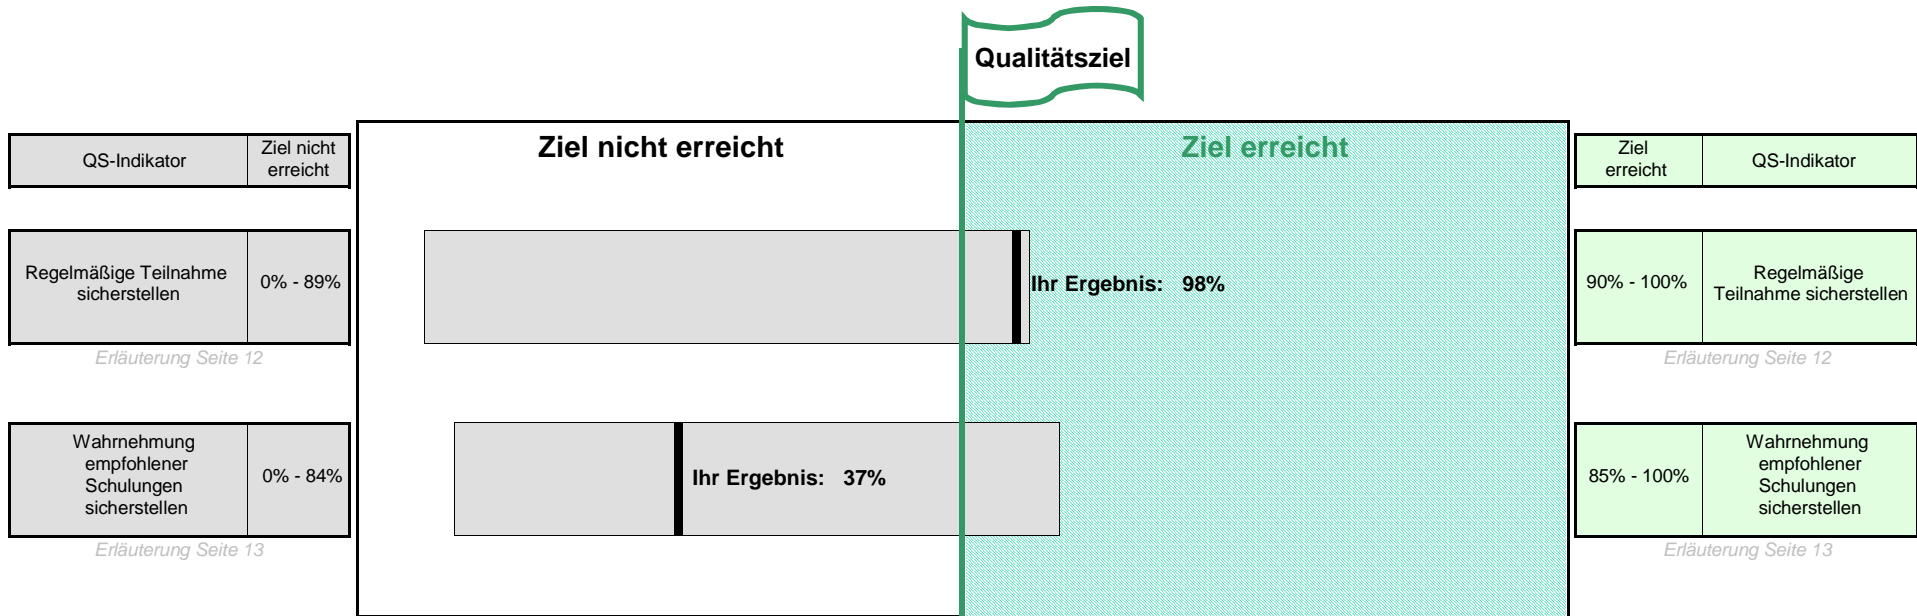 Qualitätsziel
Ziel nicht erreicht
Ziel erreicht
QS-Indikator
Ziel nicht
erreicht
Ziel
erreicht
QS-Indikator
Regelmäßige Teilnahme
sicherstellen
0% - 89%
Ihr Ergebnis: 98%
90% - 100%
Regelmäßige
Teilnahme sicherstellen
Erläuterung Seite 12
Erläuterung Seite 12
Wahrnehmung
empfohlener
Schulungen
sicherstellen
0% - 84%
Ihr Ergebnis: 37%
85% - 100%
Wahrnehmung
empfohlener
Schulungen
sicherstellen
Erläuterung Seite 13
Erläuterung Seite 13